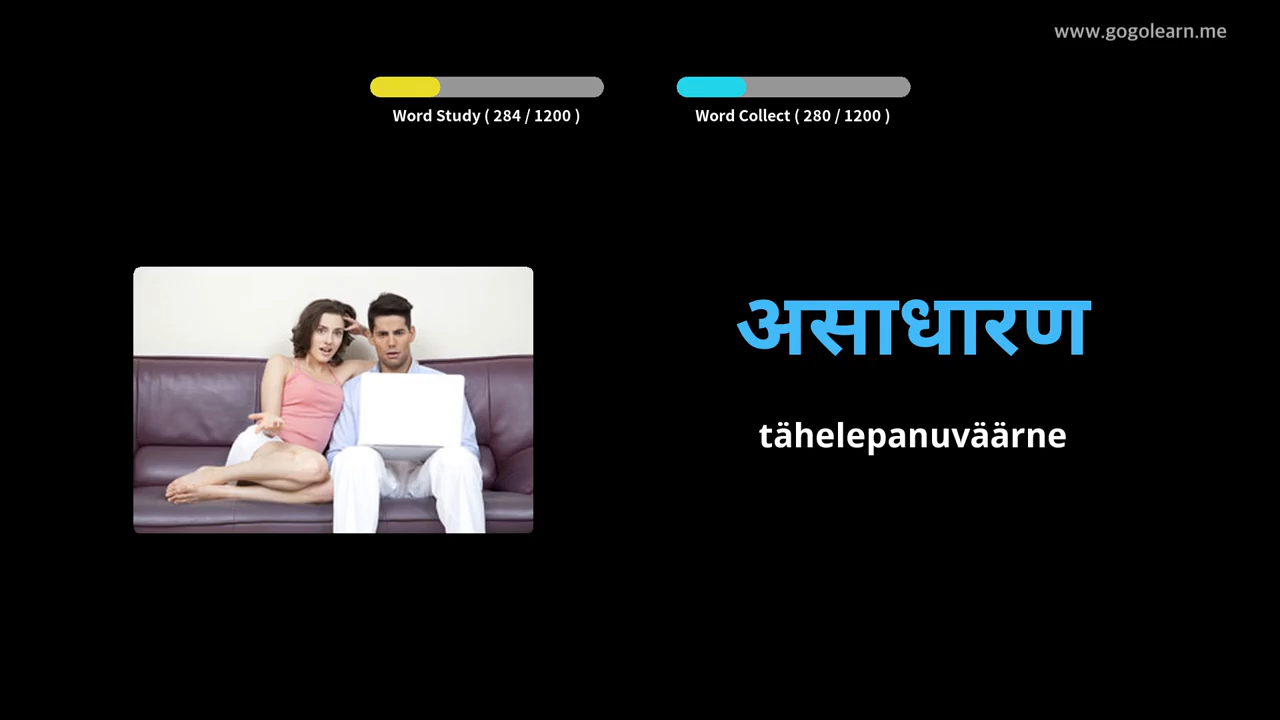 www.gogolearn.me
Word Study ( 284 / 1200 )
Word Collect ( 280 / 1200 )
असाधारण
tähelepanuväärne